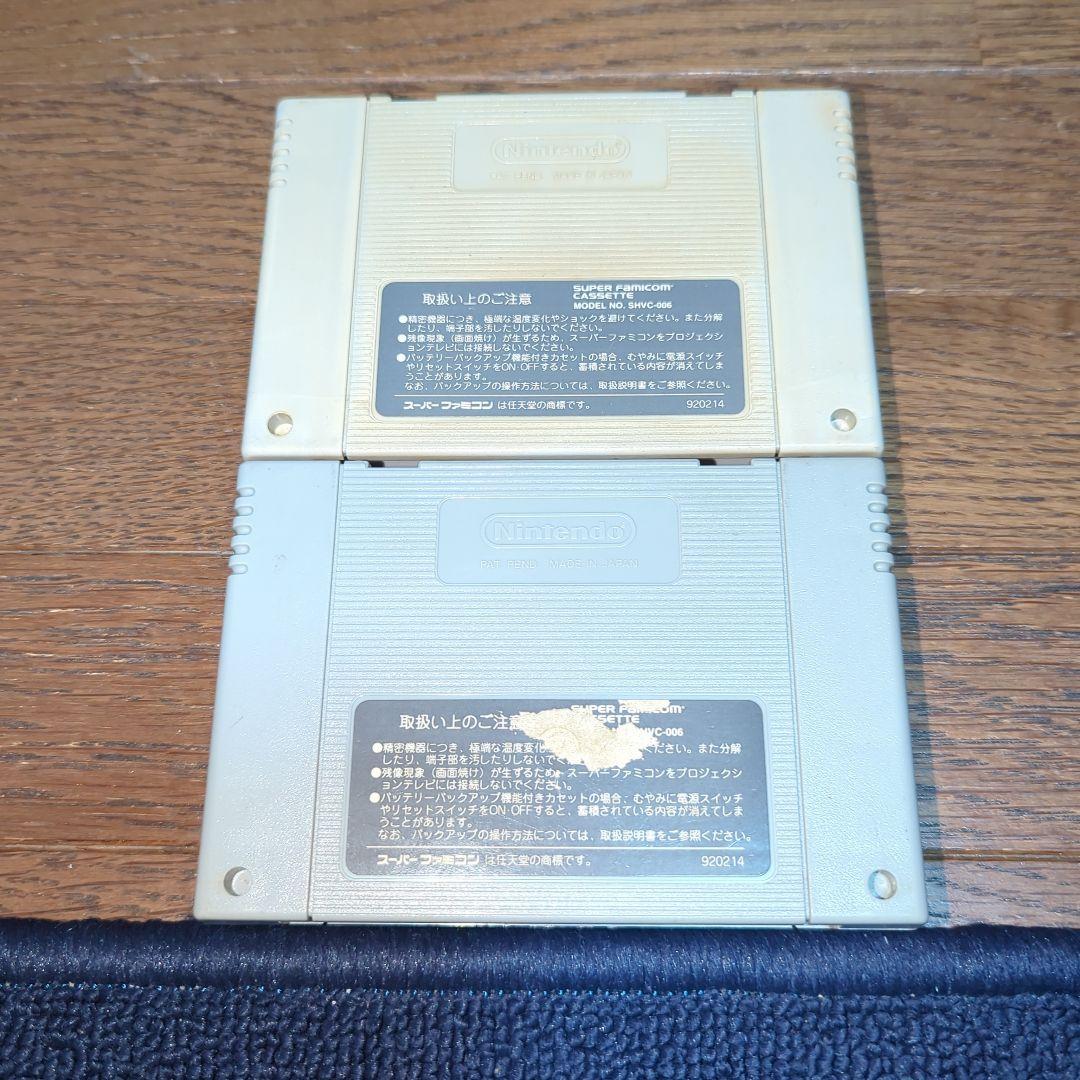 Nintendo
PAT. PEND. MADE IN JAPAN
取扱い上のご注意
SUPER Famicom
CASSETTE
MODEL NO. SHVC-006
●精密機器につき、極端な温度変化やショックを避けてください。また分解
したり、端子部を汚したりしないでください。
●残像現象（画面焼け）が生ずるため、スーパーファミコンをプロジェクシ
ョンテレビには接続しないでください。
●バッテリーバックアップ機能付きカセットの場合、むやみに電源スイッチ
やリセットスイッチをON・OFFすると、蓄積されている内容が消えてしま
うことがあります。
なお、バックアップの操作方法については、取扱説明書をご参照ください。
スーパーファミコン は任天堂の商標です。
920214
Nintendo
PAT. PEND. MADE IN JAPAN
取扱い上のご注意
SUPER Famicom
CASSETTE
SHVC-006
●精密機器につき、極端な温度変化 ください。また分解
したり、端子部を汚したりしないでく さい。
●残像現象（画面焼け）が生ずるため、スーパーファミコンをプロジェクシ
ョンテレビには接続しないでください。
●バッテリーバックアップ機能付きカセットの場合、むやみに電源スイッチ
やリセットスイッチをON・OFFすると、蓄積されている内容が消えてしま
うことがあります。
なお、バックアップの操作方法については、取扱説明書をご参照ください。
スーパーファミコン は任天堂の商標です。
920214